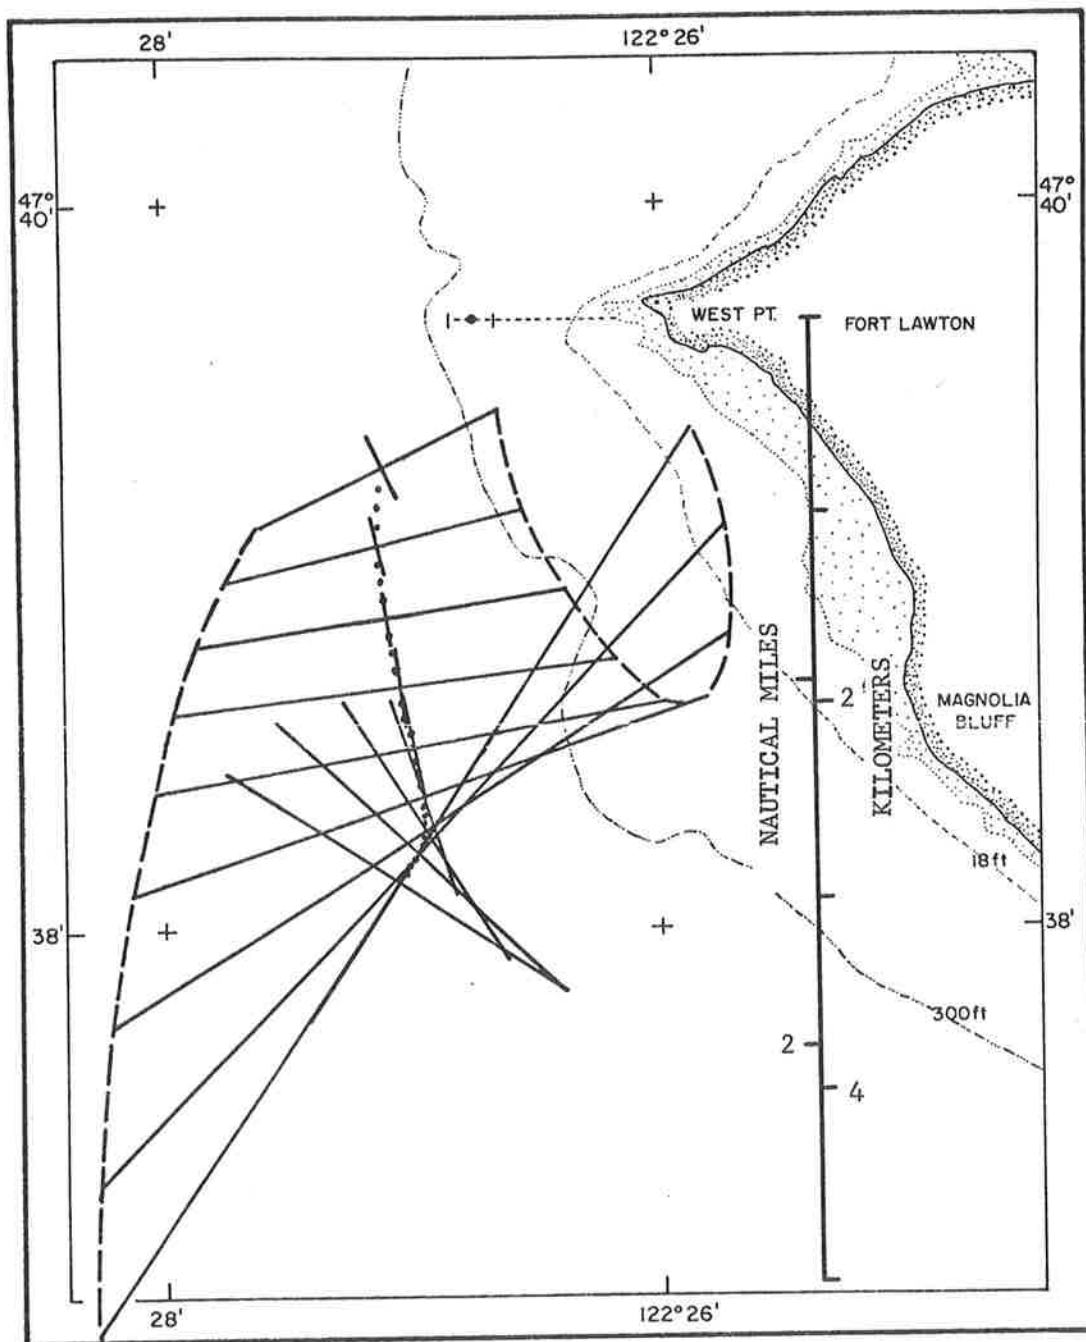 28'
122° 26'
47°
40'
47°
40'
WEST PT.
FORT LAWTON
NAUTICAL MILES
KILOMETERS
2
MAGNOLIA
BLUFF
18ft
38'
38'
300ft
2
4
28'
122° 26'